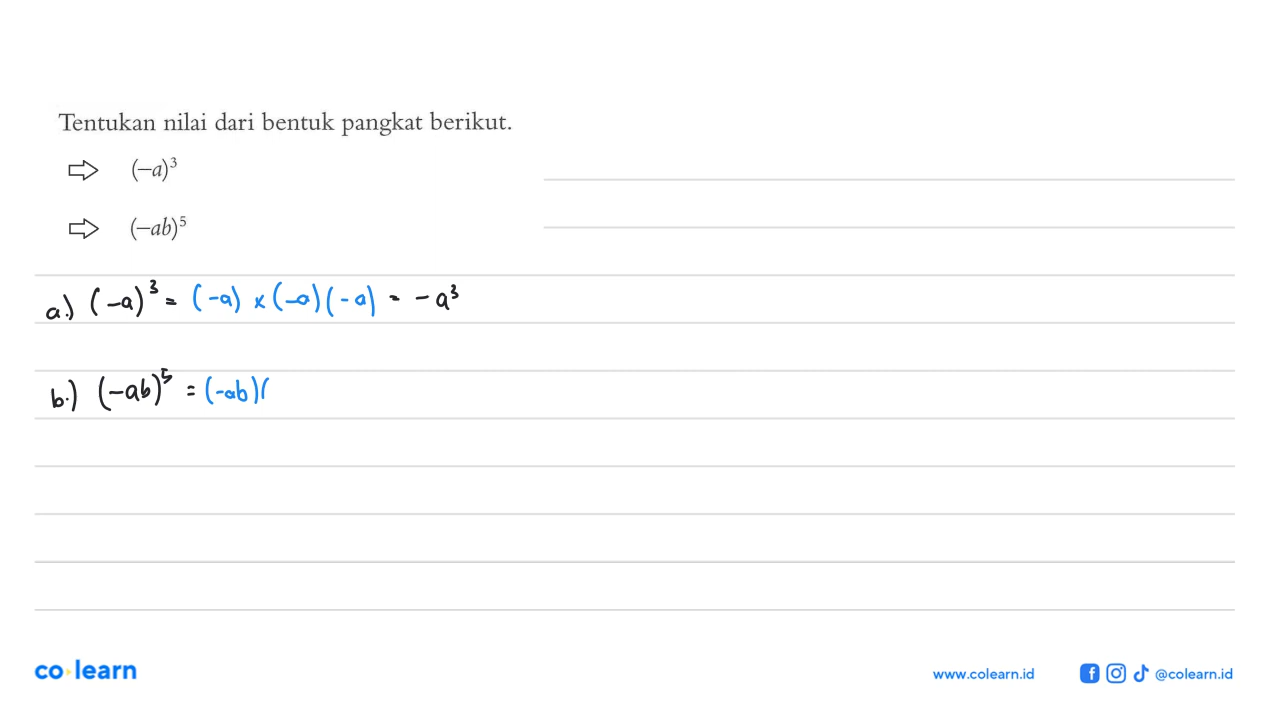 Tentukan nilai dari bentuk pangkat berikut.
⇨ (−a)³
⇨ (−ab)⁵
a.) (-a)³ = (-a) × (-a)(-a) = -a³
b.) (-ab)⁵ = (-ab)(
co learn
www.colearn.id @colearn.id